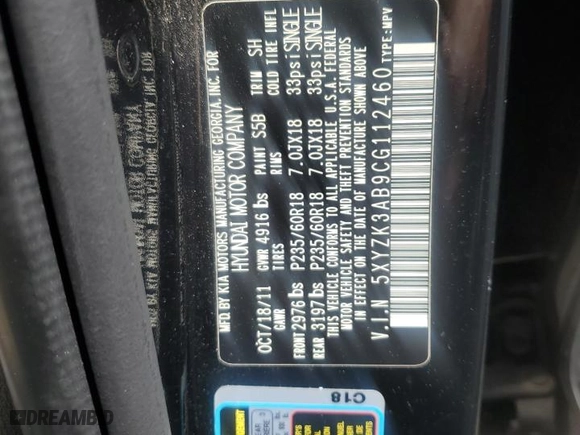 MFD BY KIA MOTORS MANUFACTURING GEORGIA, INC. FOR
HYUNDAI MOTOR COMPANY
OCT/18/11 GVWR 4916 lbs PAINT S5B TRIM SH
GAWR RIMS COLD TIRE INFL
FRONT 2976 lbs P235/60R18 7.0JX18 33psi SINGLE
REAR 3197 lbs P235/60R18 7.0JX18 33psi SINGLE
THIS VEHICLE CONFORMS TO ALL APPLICABLE U.S.A. FEDERAL
MOTOR VEHICLE SAFETY AND THEFT PREVENTION STANDARDS
IN EFFECT ON THE DATE OF MANUFACTURE SHOWN ABOVE
V.I.N 5XYZK3AB9CG112460 TYPE:MPV
C18
DREAMBID